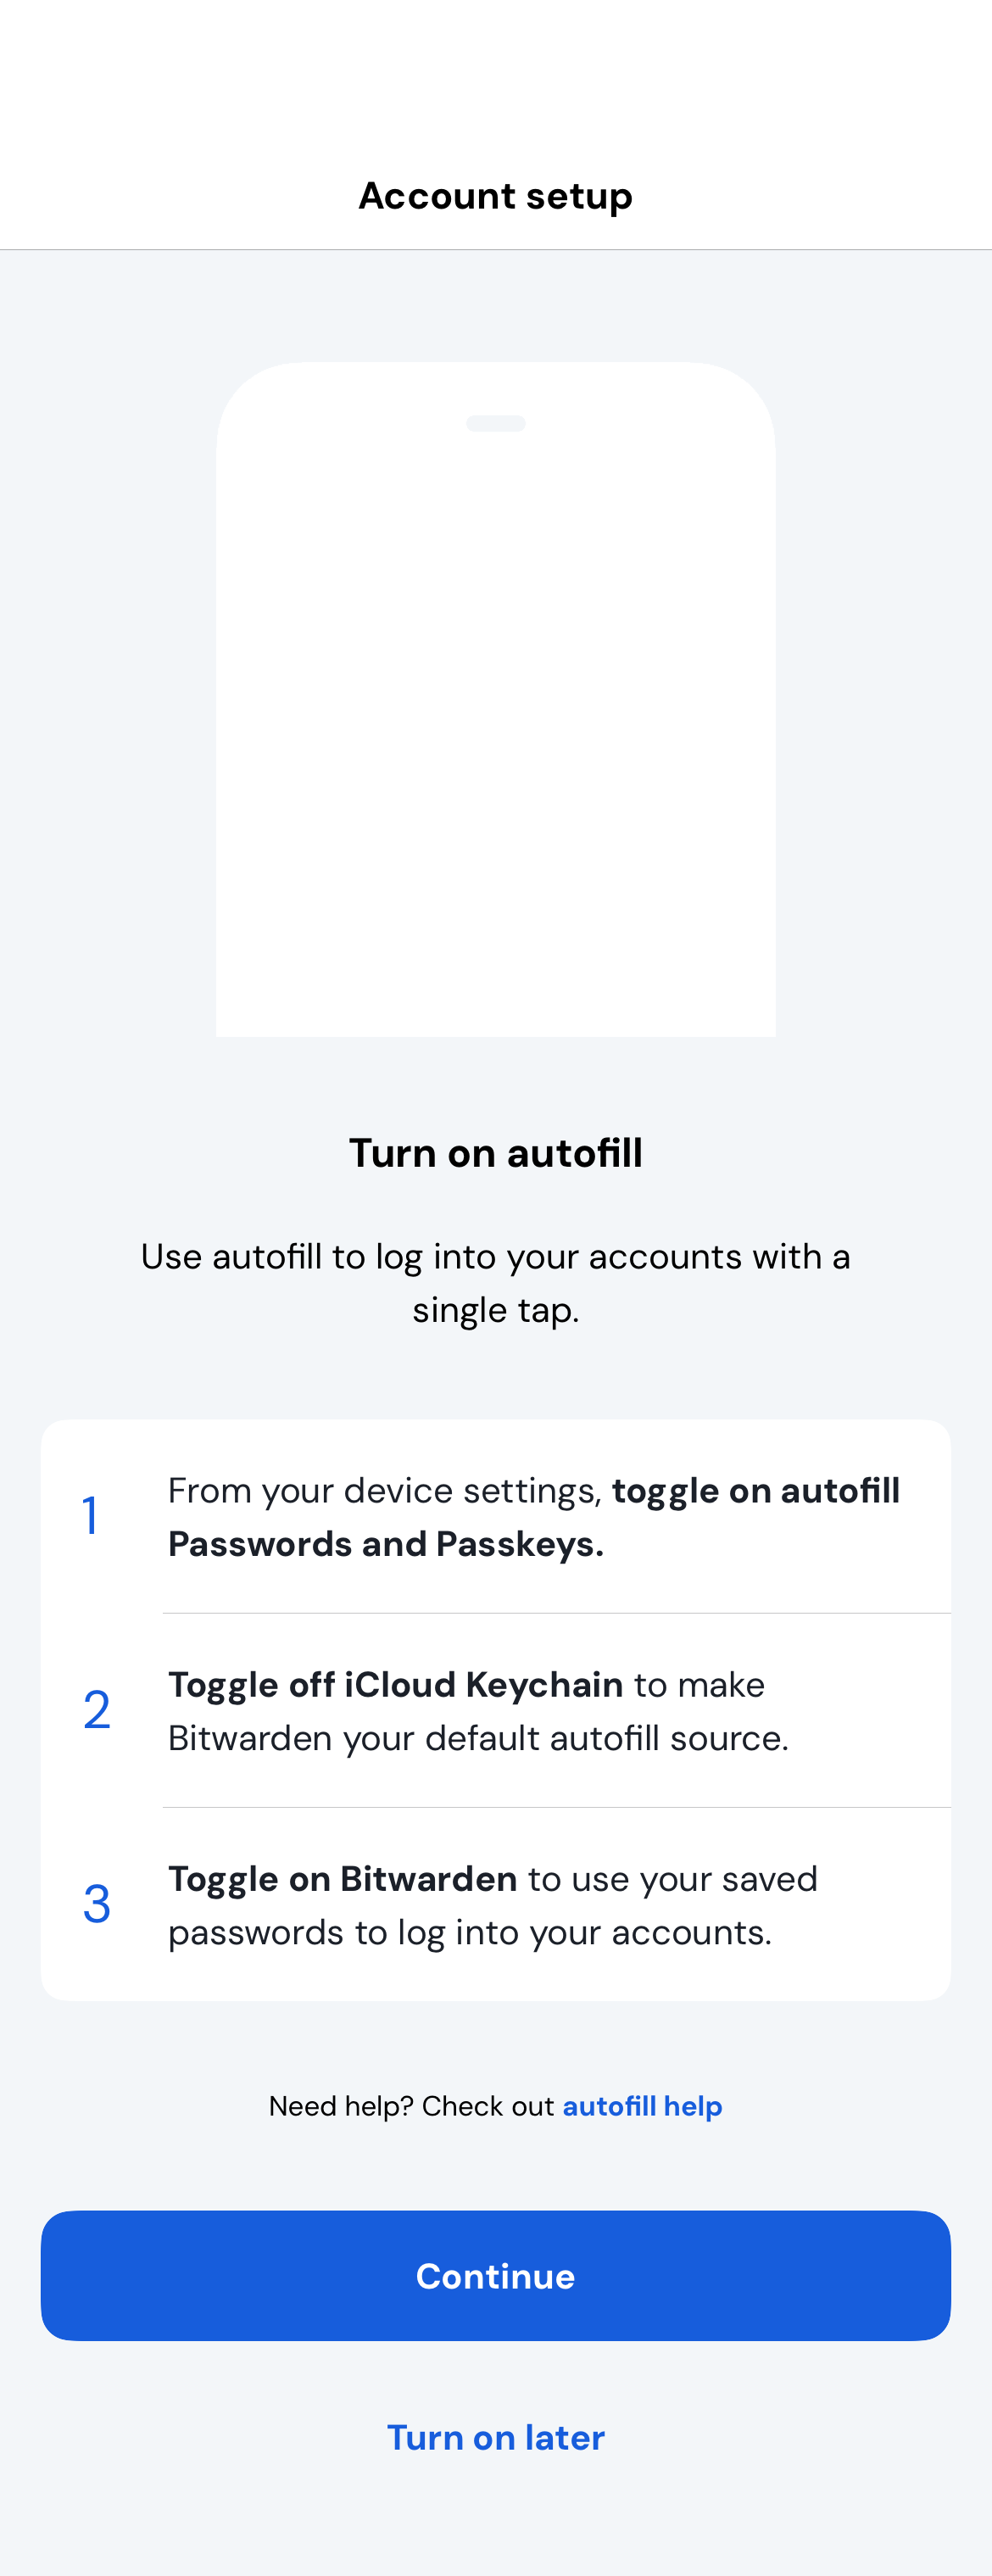 Account setup
Turn on autofill
Use autofill to log into your accounts with a
single tap.
1
From your device settings, toggle on autofill
Passwords and Passkeys.
2
Toggle off iCloud Keychain to make
Bitwarden your default autofill source.
3
Toggle on Bitwarden to use your saved
passwords to log into your accounts.
Need help? Check out autofill help
Continue
Turn on later